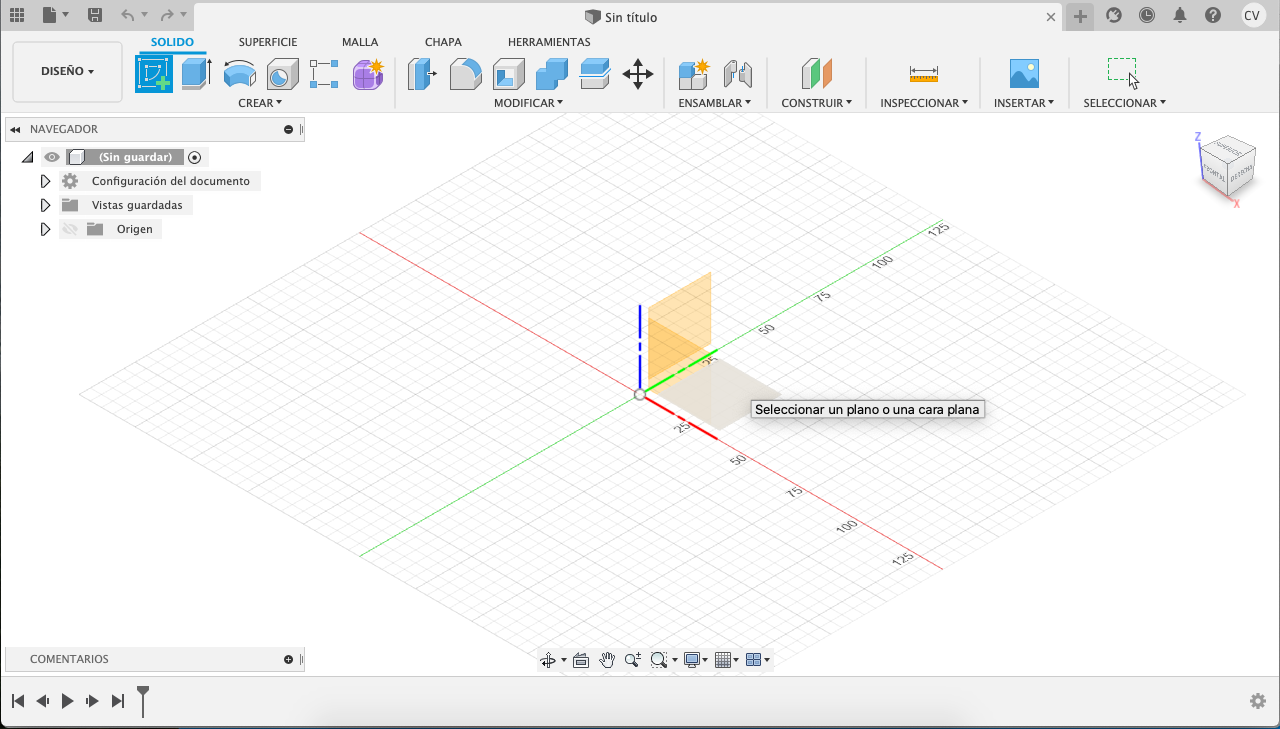 Sin título
CV
DISEÑO
SOLIDO
SUPERFICIE
MALLA
CHAPA
HERRAMIENTAS
CREAR
MODIFICAR
ENSAMBLAR
CONSTRUIR
INSPECCIONAR
INSERTAR
SELECCIONAR
NAVEGADOR
(Sin guardar)
Configuración del documento
Vistas guardadas
Origen
Z
SUPERIOR
FRONTAL
DERECHA
X
125
100
75
50
25
Seleccionar un plano o una cara plana
25
50
75
100
125
COMENTARIOS